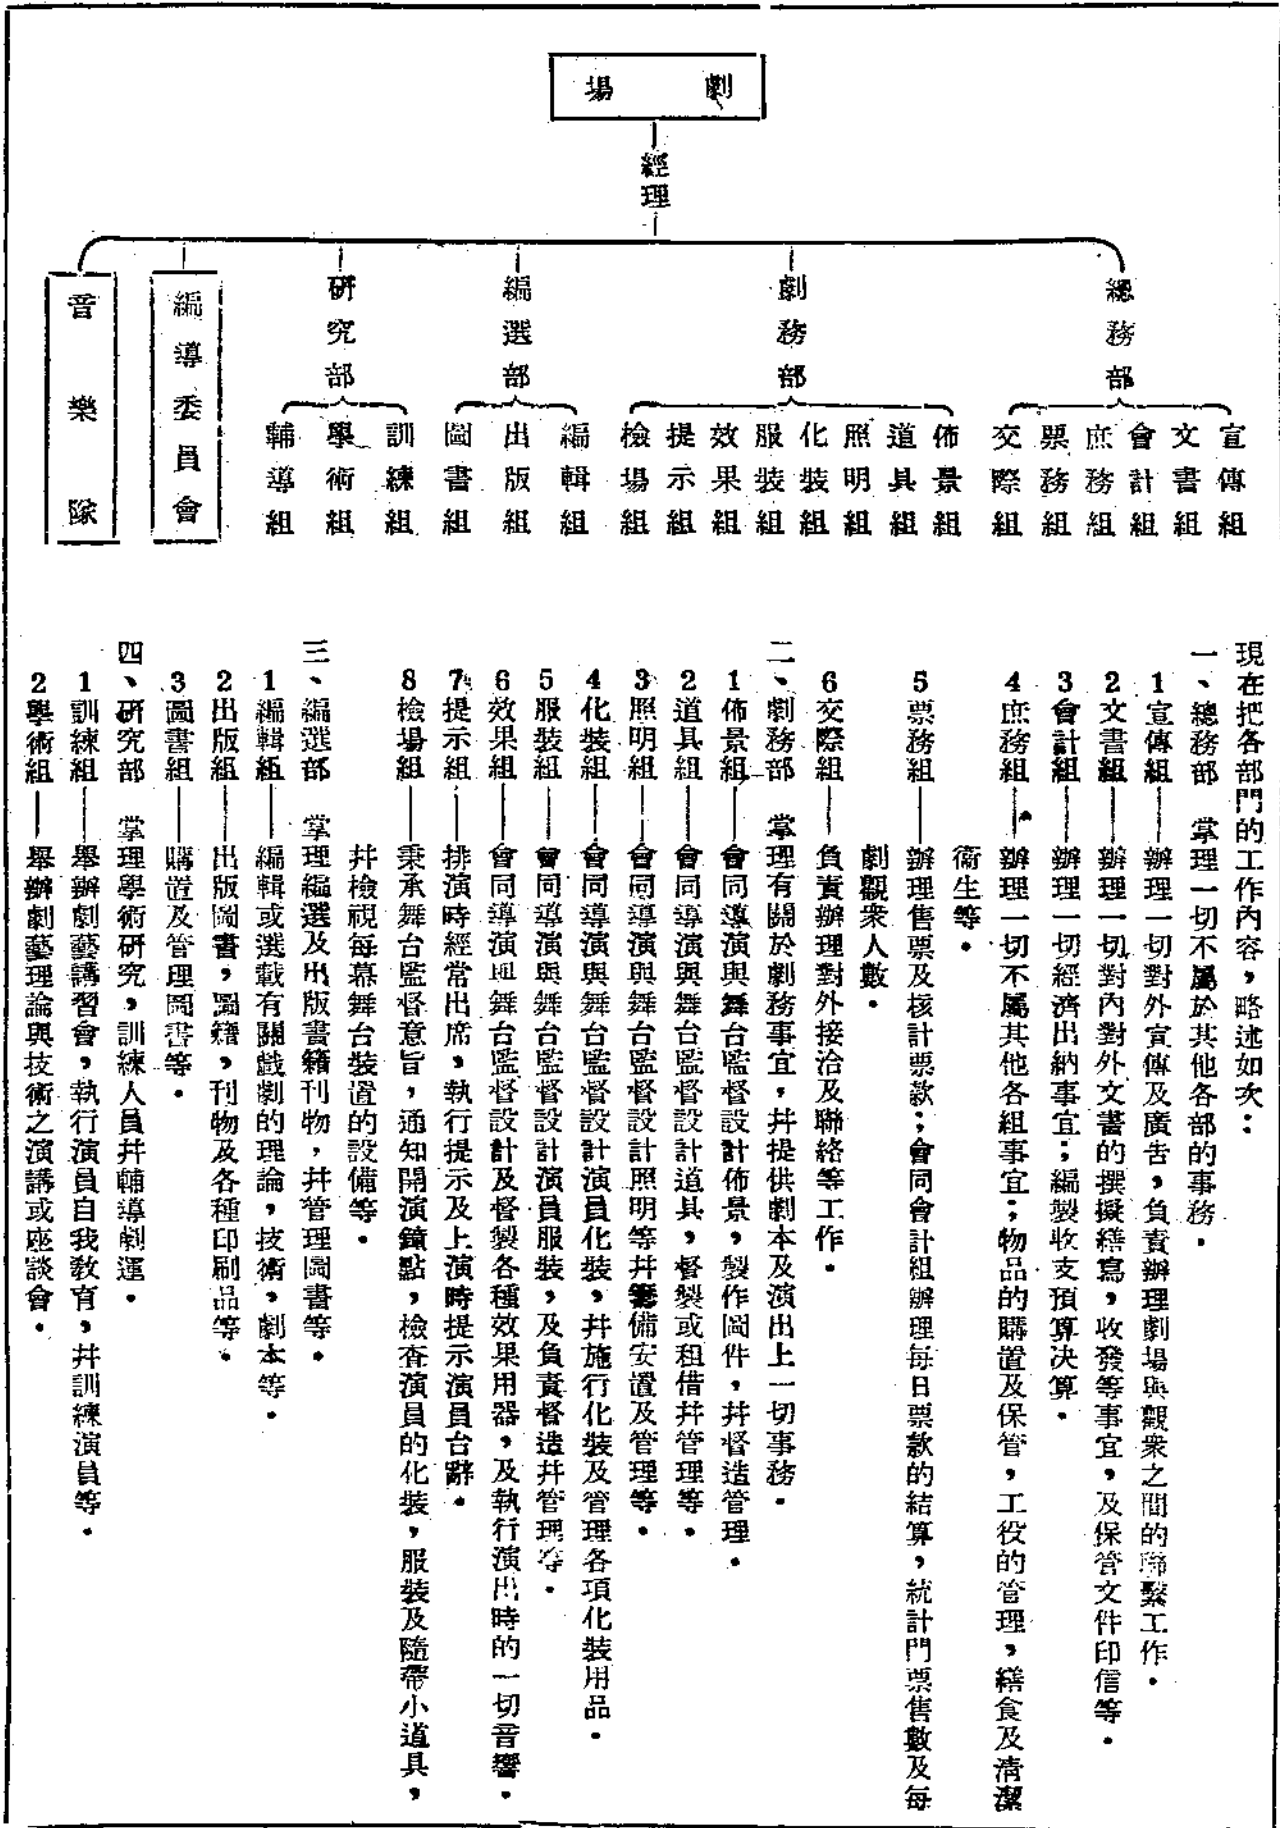 劇場
經理
總務部
宣傳組
文書組
會計組
庶務組
票務組
交際組
劇務部
佈景組
道具組
照明組
化裝組
服裝組
效果組
提示組
檢場組
編選部
編輯組
出版組
圖書組
研究部
訓練組
學術組
輔導組
編導委員會
音樂隊
現在把各部門的工作內容，略述如次：
一、總務部　掌理一切不屬於其他各部的事務．
1宣傳組——辦理一切對外宣傳及廣告，負責辦理劇場與觀衆之間的聯繫工作．
2文書組——辦理一切對內對外文書的撰擬繕寫，收發等事宜，及保管文件印信等．
3會計組——辦理一切經濟出納事宜；編製收支預算決算．
4庶務組——辦理一切不屬其他各組事宜；物品的購置及保管，工役的管理，繕食及清潔
衞生等．
5票務組——辦理售票及核計票款；會同會計組辦理每日票款的結算，統計門票售數及每
劇觀衆人數．
6交際組——負責辦理對外接洽及聯絡等工作．
二、劇務部　掌理有關於劇務事宜，幷提供劇本及演出上一切事務．
1佈景組——會同導演與舞台監督設計佈景，製作圖件，幷督造管理．
2道具組——會同導演與舞台監督設計道具，督製或租借幷管理等．
3照明組——會同導演與舞台監督設計照明等幷籌備安置及管理等．
4化裝組——會同導演與舞台監督設計演員化裝，幷施行化裝及管理各項化裝用品．
5服裝組——會同導演與舞台監督設計演員服裝，及負責督造幷管理等．
6效果組——會同導演與舞台監督設計及督製各種效果用器，及執行演出時的一切音響．
7提示組——排演時經常出席，執行提示及上演時提示演員台辭．
8檢場組——秉承舞台監督意旨，通知開演鐘點，檢查演員的化裝，服裝及隨帶小道具，
幷檢視每幕舞台裝置的設備等．
三、編選部　掌理編選及出版書籍刊物，幷管理圖書等．
1編輯組——編輯或選載有關戲劇的理論，技術，劇本等．
2出版組——出版圖書，圖籍，刊物及各種印刷品等．
3圖書組——購置及管理圖書等．
四、研究部　掌理學術研究，訓練人員幷輔導劇運．
1訓練組——舉辦劇藝講習會，執行演員自我教育，幷訓練演員等．
2學術組——舉辦劇藝理論與技術之演講或座談會．